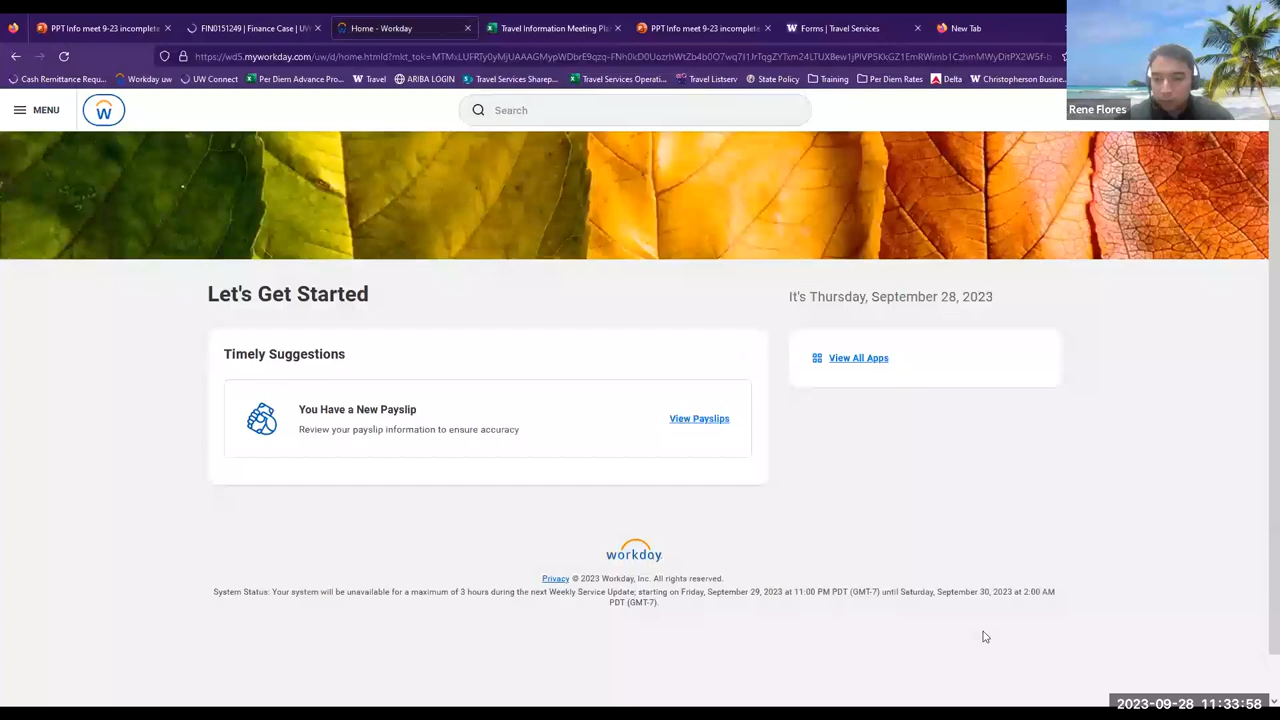 PPT Info meet 9-23 incomplete
FIN0151249 | Finance Case | UW
Home - Workday
Travel Information Meeting Pla
PPT Info meet 9-23 incomplete
Forms | Travel Services
New Tab
Cash Remittance Requ...
Workday uw
UW Connect
Per Diem Advance Pro...
Travel
ARIBA LOGIN
Travel Services Sharep...
Travel Services Operati...
Travel Listserv
State Policy
Training
Per Diem Rates
Delta
Christopherson Busine...
Rene Flores
MENU
W
Search
Let's Get Started
It's Thursday, September 28, 2023
Timely Suggestions
View All Apps
You Have a New Payslip
Review your payslip information to ensure accuracy
View Payslips
workday.
Privacy © 2023 Workday, Inc. All rights reserved.
System Status: Your system will be unavailable for a maximum of 3 hours during the next Weekly Service Update; starting on Friday, September 29, 2023 at 11:00 PM PDT (GMT-7) until Saturday, September 30, 2023 at 2:00 AM
PDT (GMT-7).
2023-09-28 11:33:58